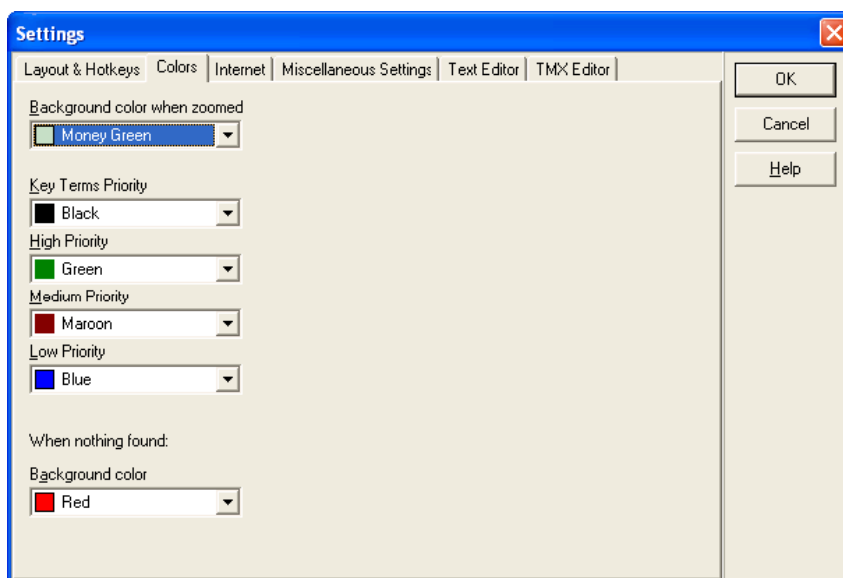 Settings
Layout & Hotkeys Colors Internet Miscellaneous Settings Text Editor TMX Editor
OK
Background color when zoomed
Money Green
Cancel
Help
Key Terms Priority
Black
High Priority
Green
Medium Priority
Maroon
Low Priority
Blue
When nothing found:
Background color
Red